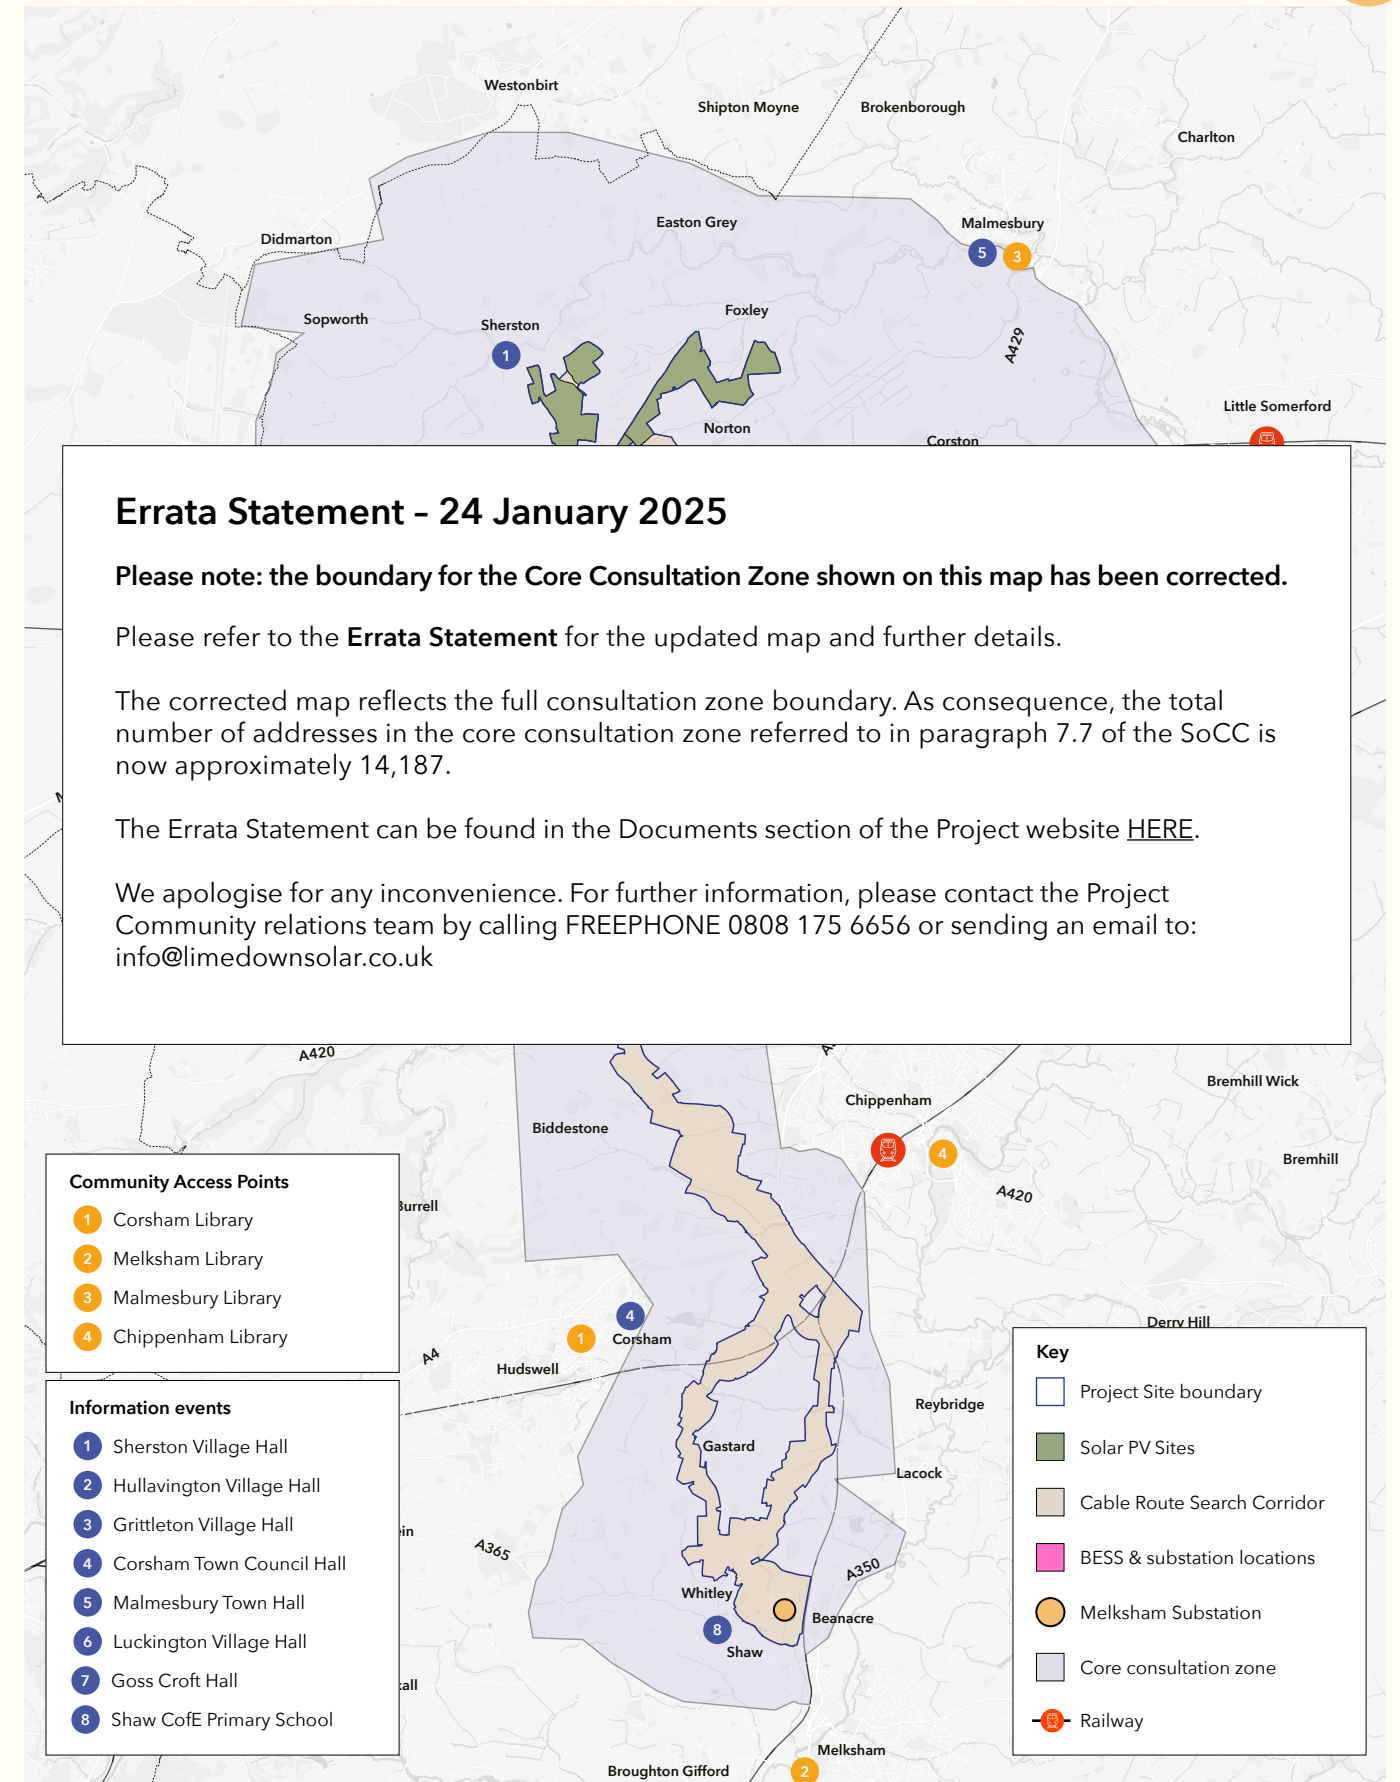 Westonbirt
Shipton Moyne
Brokenborough
Charlton
Easton Grey
Malmesbury
Didmarton
5
3
Foxley
Sopworth
Sherston
1
A429
Little Somerford
Norton
Corston
Errata Statement – 24 January 2025
Please note: the boundary for the Core Consultation Zone shown on this map has been corrected.
Please refer to the Errata Statement for the updated map and further details.
The corrected map reflects the full consultation zone boundary. As consequence, the total
number of addresses in the core consultation zone referred to in paragraph 7.7 of the SoCC is
now approximately 14,187.
The Errata Statement can be found in the Documents section of the Project website HERE.
We apologise for any inconvenience. For further information, please contact the Project
Community relations team by calling FREEPHONE 0808 175 6656 or sending an email to:
info@limedownsolar.co.uk
A420
Bremhill Wick
Chippenham
Biddestone
4
Bremhill
A420
Community Access Points
1 Corsham Library
2 Melksham Library
3 Malmesbury Library
4 Chippenham Library
Burrell
4
1
Corsham
Derry Hill
A4
Hudswell
Information events
1 Sherston Village Hall
2 Hullavington Village Hall
3 Grittleton Village Hall
4 Corsham Town Council Hall
5 Malmesbury Town Hall
6 Luckington Village Hall
7 Goss Croft Hall
8 Shaw CofE Primary School
Reybridge
Gastard
Lacock
A365
A350
Whitley
Beanacre
8
Shaw
Key
Project Site boundary
Solar PV Sites
Cable Route Search Corridor
BESS & substation locations
Melksham Substation
Core consultation zone
Railway
Melksham
Broughton Gifford
2